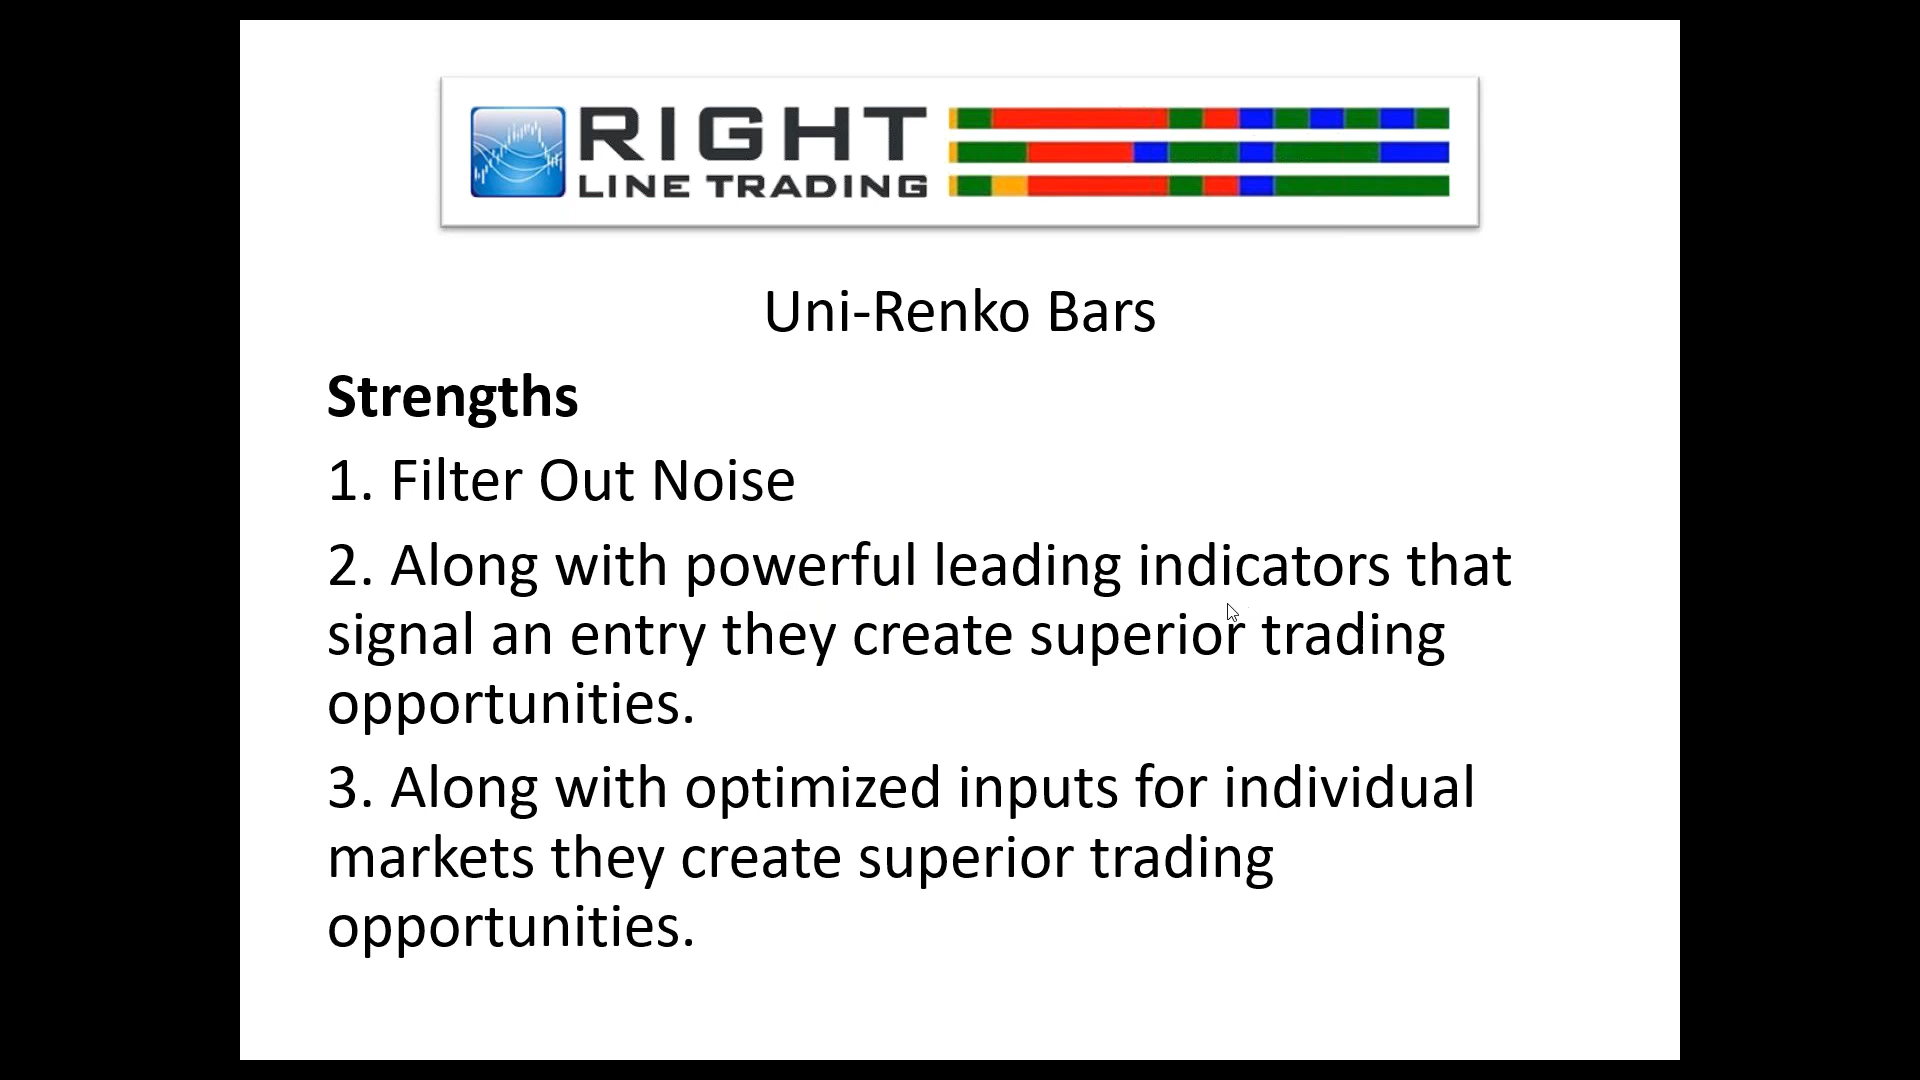 RIGHT
LINE TRADING
Uni-Renko Bars
Strengths
1. Filter Out Noise
2. Along with powerful leading indicators that
signal an entry they create superior trading
opportunities.
3. Along with optimized inputs for individual
markets they create superior trading
opportunities.